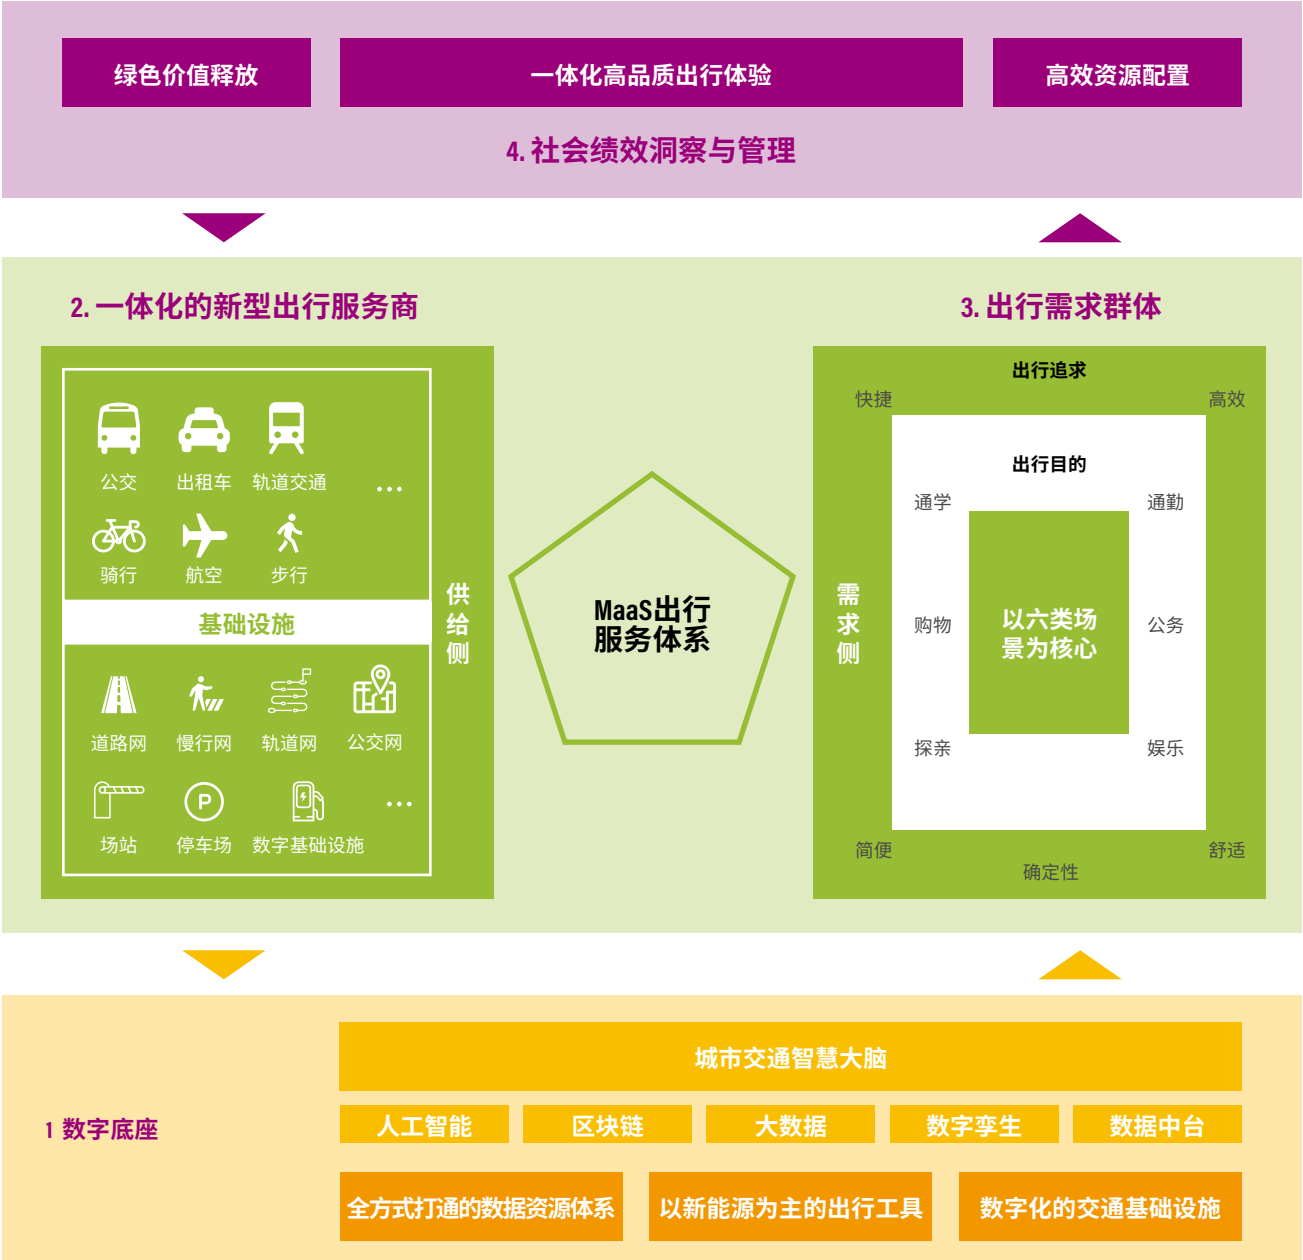 绿色价值释放
一体化高品质出行体验
高效资源配置
4. 社会绩效洞察与管理
2. 一体化的新型出行服务商
公交
出租车
轨道交通
...
骑行
航空
步行
基础设施
道路网
慢行网
轨道网
公交网
场站
停车场
数字基础设施
...
供给侧
MaaS出行
服务体系
3. 出行需求群体
需求侧
出行追求
快捷
高效
出行目的
通学
通勤
购物
以六类场
景为核心
公务
探亲
娱乐
简便
确定性
舒适
1 数字底座
城市交通智慧大脑
人工智能
区块链
大数据
数字孪生
数据中台
全方式打通的数据资源体系
以新能源为主的出行工具
数字化的交通基础设施